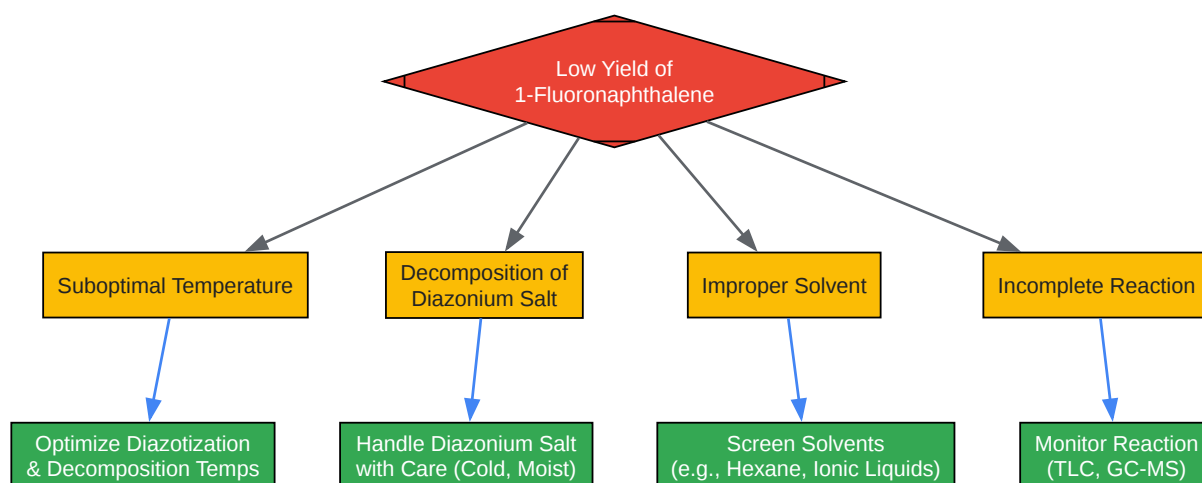 Low Yield of
1-Fluoronaphthalene
Suboptimal Temperature
Decomposition of
Diazonium Salt
Improper Solvent
Incomplete Reaction
Optimize Diazotization
& Decomposition Temps
Handle Diazonium Salt
with Care (Cold, Moist)
Screen Solvents
(e.g., Hexane, Ionic Liquids)
Monitor Reaction
(TLC, GC-MS)